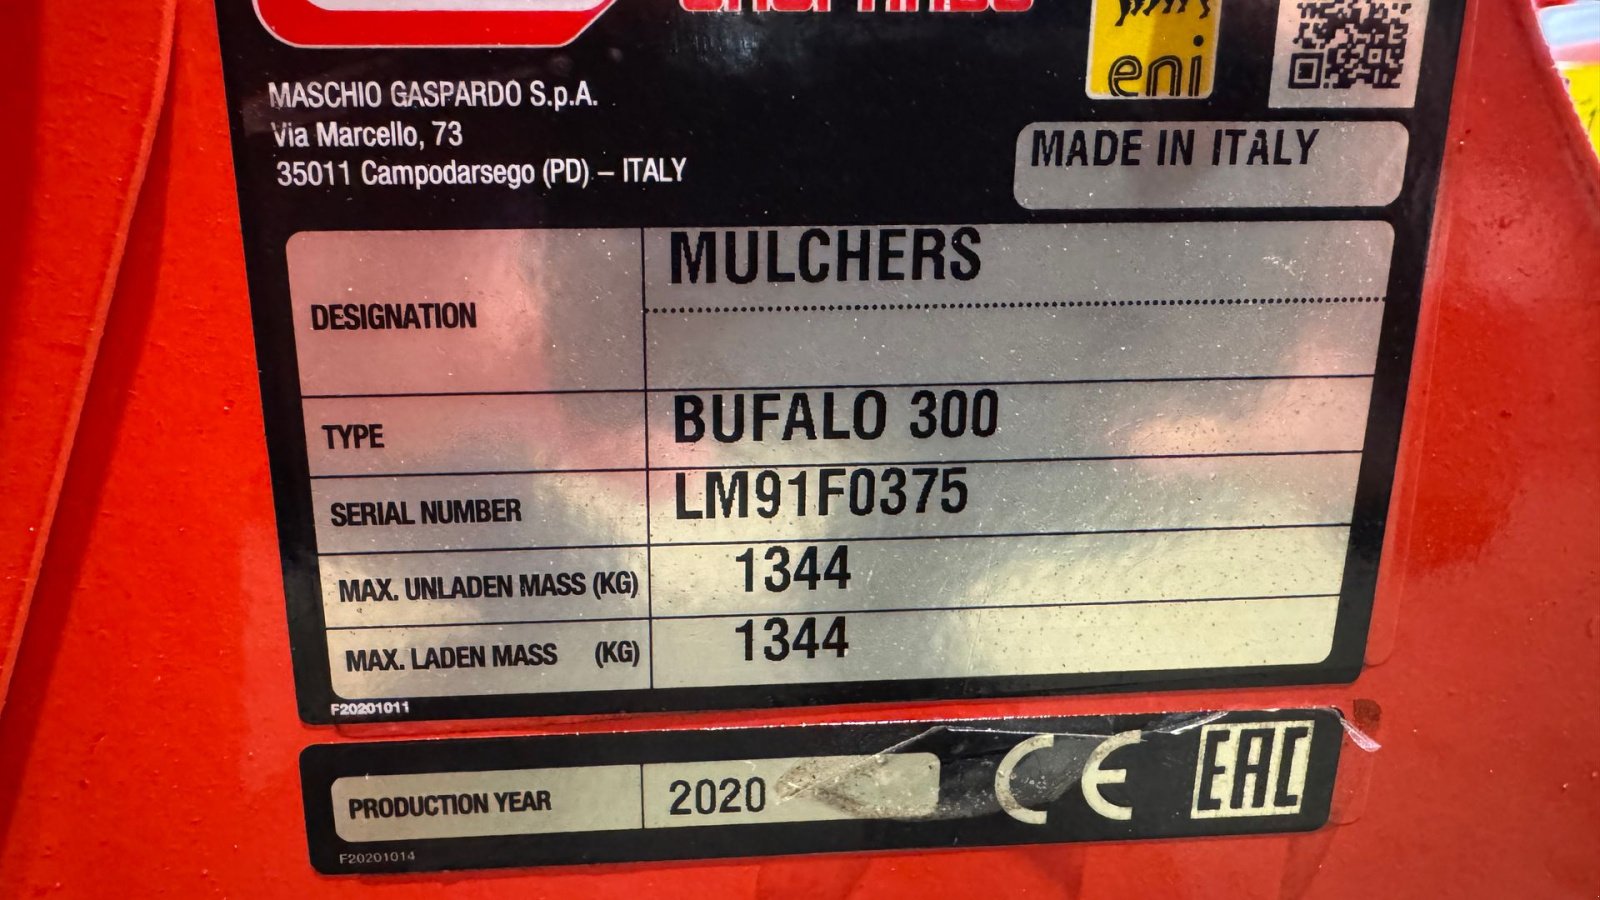 MASCHIO GASPARDO S.p.A.
Via Marcello, 73
35011 Campodarsego (PD) – ITALY
eni
MADE IN ITALY
DESIGNATION MULCHERS
TYPE BUFALO 300
SERIAL NUMBER LM91F0375
MAX. UNLADEN MASS (KG) 1344
MAX. LADEN MASS (KG) 1344
F20201011
PRODUCTION YEAR 2020 CE EAC
F20201014